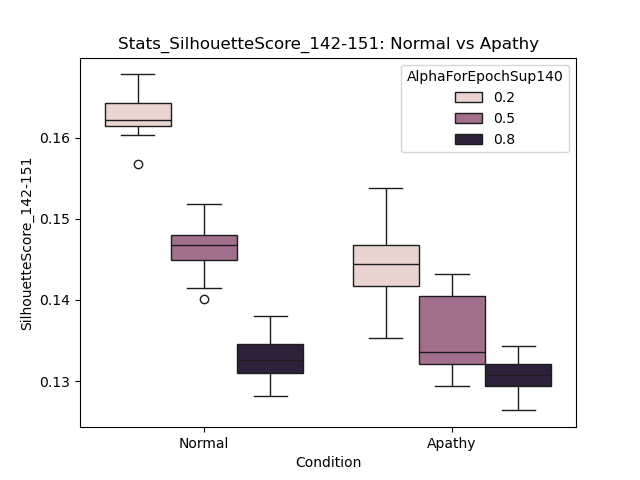 Stats_SilhouetteScore_142-151: Normal vs Apathy
AlphaForEpochSup140
0.2
0.5
0.8
SilhouetteScore_142-151
0.16
0.15
0.14
0.13
Normal
Apathy
Condition